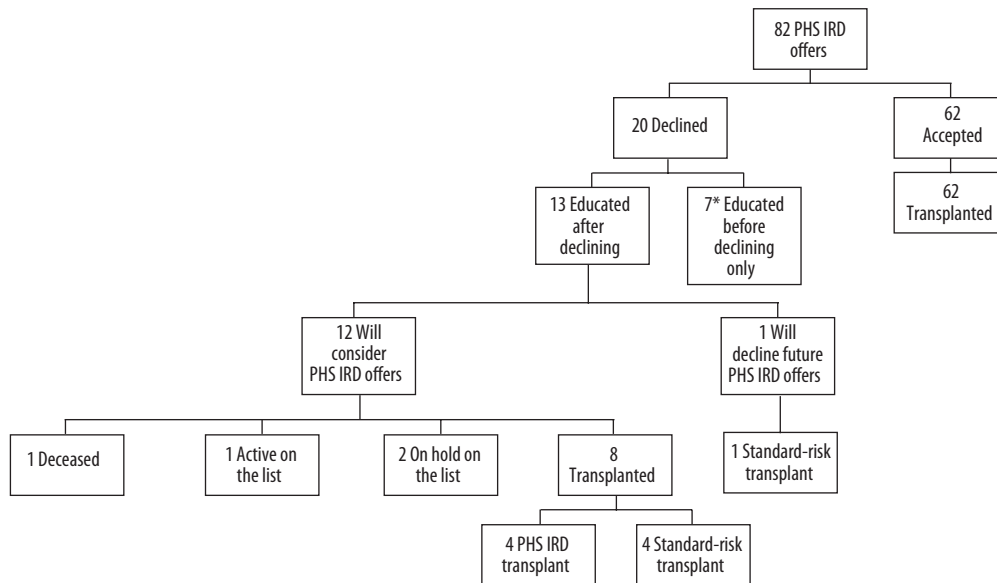 82 PHS IRD
offers
20 Declined
62
Accepted
13 Educated
after
declining
7* Educated
before
declining
only
62
Transplanted
12 Will
consider
PHS IRD offers
1 Will
decline future
PHS IRD offers
1 Deceased
1 Active on
the list
2 On hold on
the list
8
Transplanted
1 Standard-risk
transplant
4 PHS IRD
transplant
4 Standard-risk
transplant